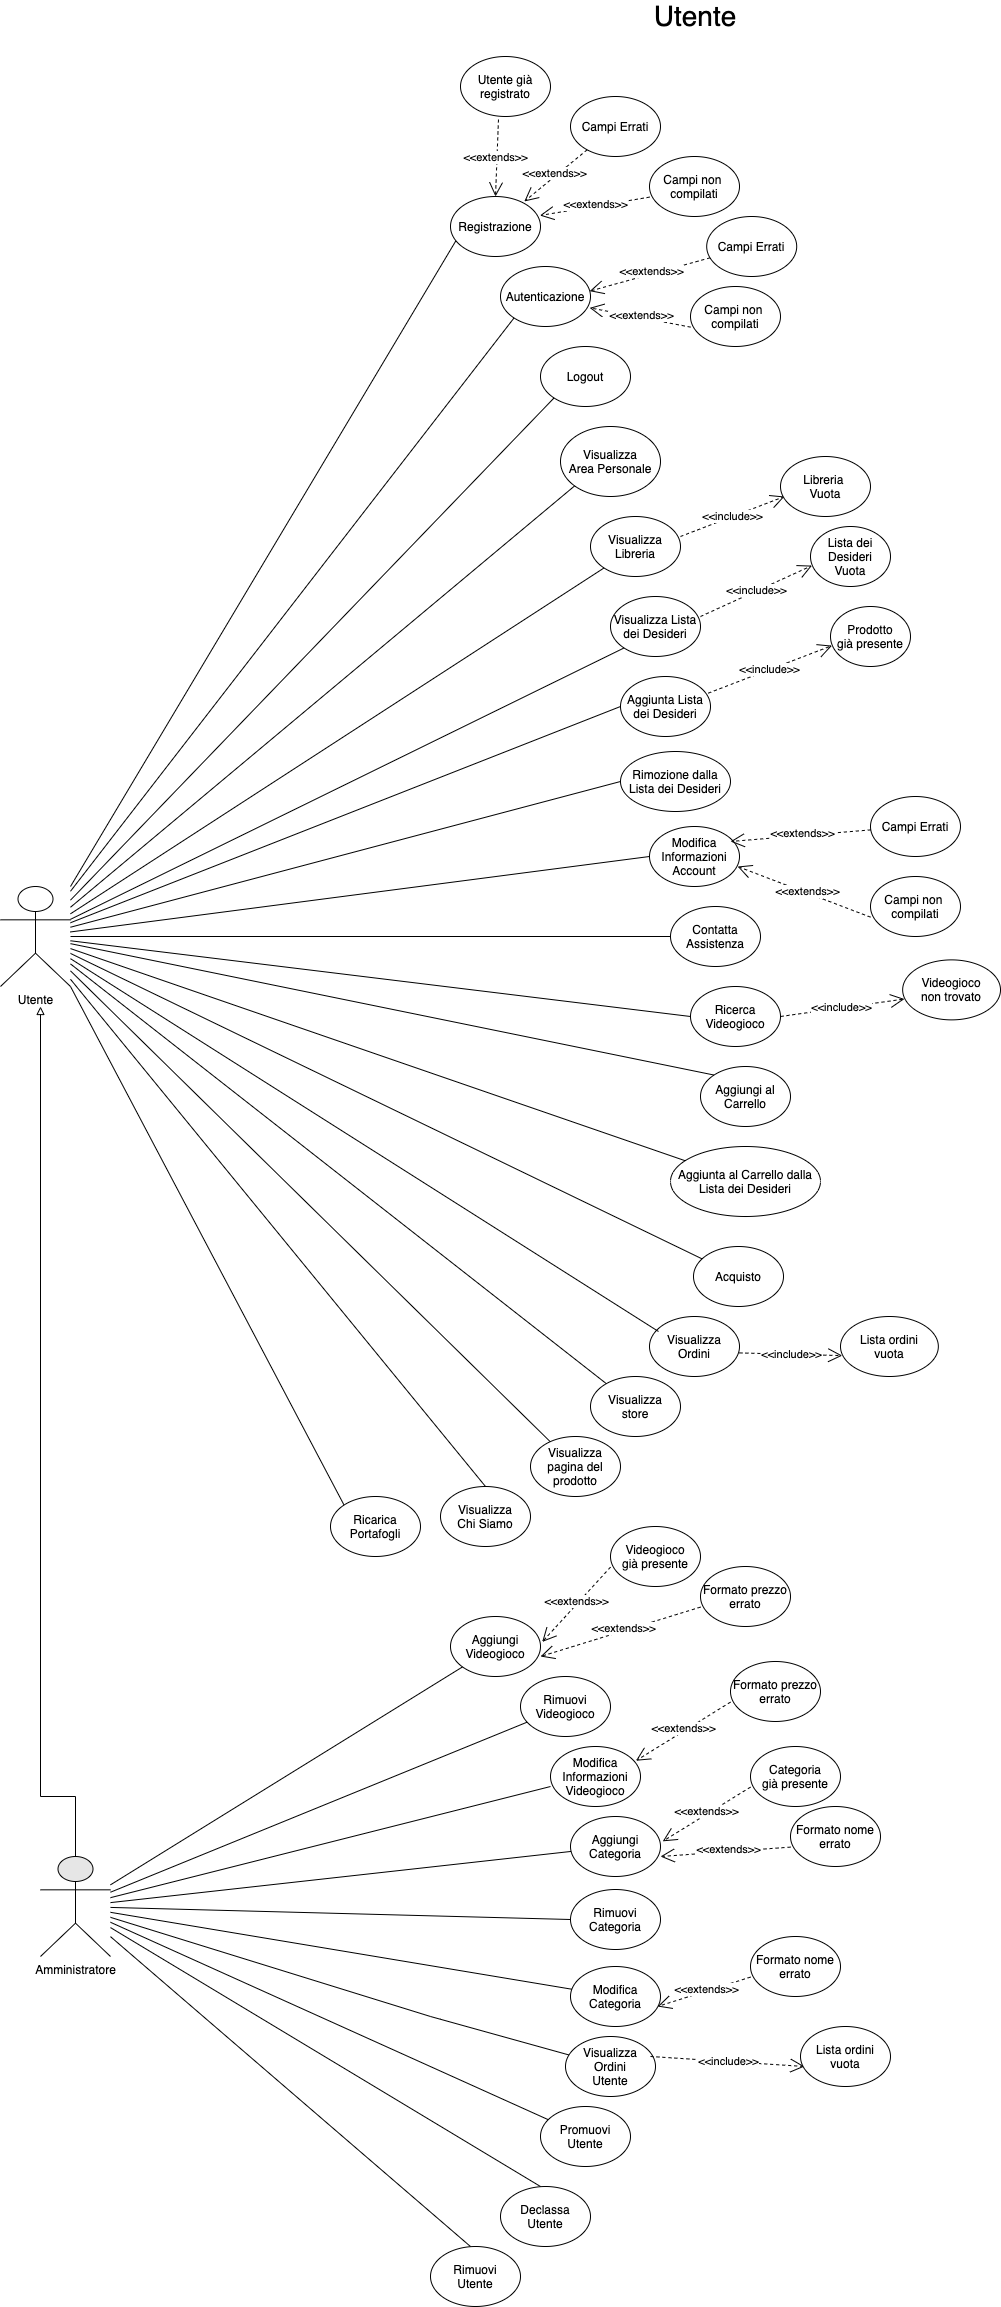 Utente
Utente già
registrato
Campi Errati
<<extends>>
<<extends>>
Campi non
compilati
<<extends>>
Registrazione
Campi Errati
<<extends>>
Autenticazione
Campi non
compilati
<<extends>>
Logout
Visualizza
Area Personale
Libreria
Vuota
<<include>>
Visualizza
Libreria
Lista dei
Desideri
Vuota
<<include>>
Visualizza Lista
dei Desideri
Prodotto
già presente
<<include>>
Aggiunta Lista
dei Desideri
Rimozione dalla
Lista dei Desideri
Campi Errati
<<extends>>
Modifica
Informazioni
Account
<<extends>>
Campi non
compilati
Contatta
Assistenza
Utente
Videogioco
non trovato
<<include>>
Ricerca
Videogioco
Aggiungi al
Carrello
Aggiunta al Carrello dalla
Lista dei Desideri
Acquisto
Visualizza
Ordini
<<include>>
Lista ordini
vuota
Visualizza
store
Visualizza
pagina del
prodotto
Visualizza
Chi Siamo
Ricarica
Portafogli
Videogioco
già presente
<<extends>>
Formato prezzo
errato
<<extends>>
Aggiungi
Videogioco
Rimuovi
Videogioco
Formato prezzo
errato
<<extends>>
Modifica
Informazioni
Videogioco
Categoria
già presente
<<extends>>
Formato nome
errato
<<extends>>
Aggiungi
Categoria
Rimuovi
Categoria
Amministratore
Formato nome
errato
<<extends>>
Modifica
Categoria
Visualizza
Ordini
Utente
<<include>>
Lista ordini
vuota
Promuovi
Utente
Declassa
Utente
Rimuovi
Utente